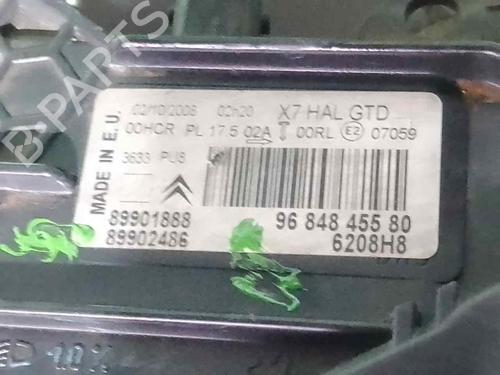 02/10/2008 02h20 X7 HAL GTD
00HCR PL 17.5 02A 00RL E2 07059
3633 PU8
MADE IN E.U.
89901888
89902486
96 848 455 80
6208H8
B-PARTS